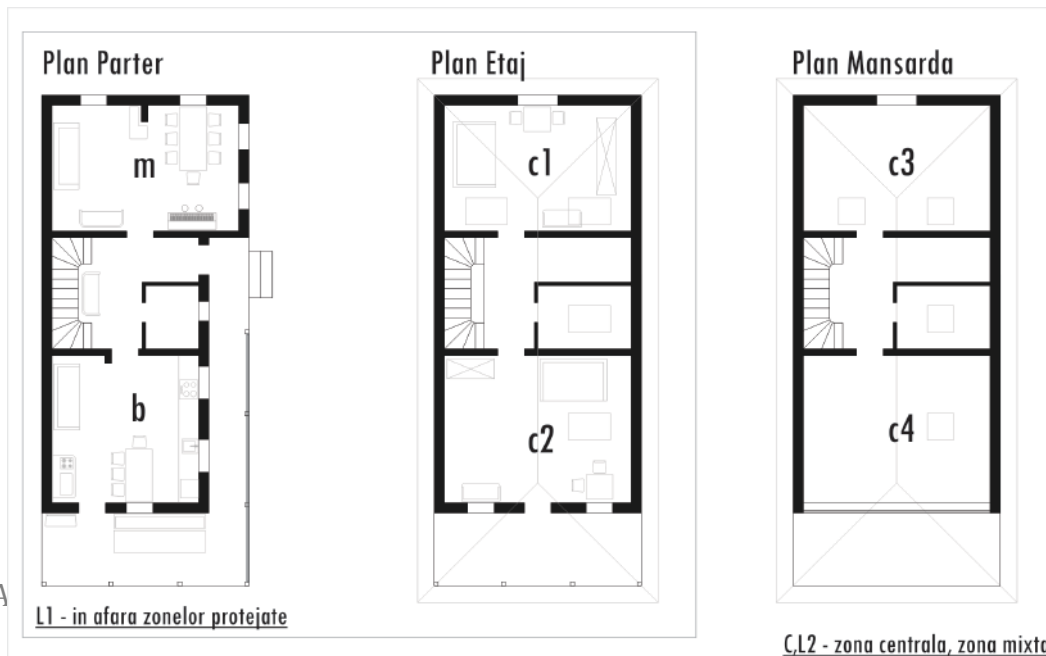 Plan Parter
Plan Etaj
Plan Mansarda
m
c1
c3
b
c2
c4
A
L1 - in afara zonelor protejate
C,L2 - zona centrala, zona mixta